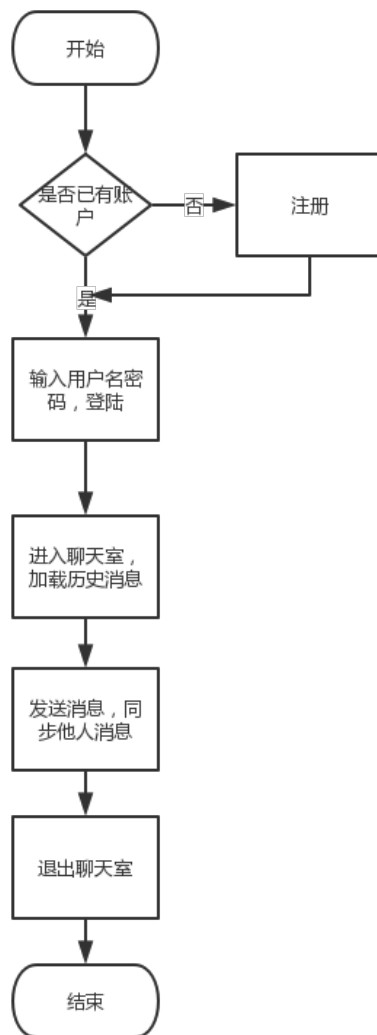 开始
是否已有账
户
否
注册
是
输入用户名密
码，登陆
进入聊天室，
加载历史消息
发送消息，同
步他人消息
退出聊天室
结束